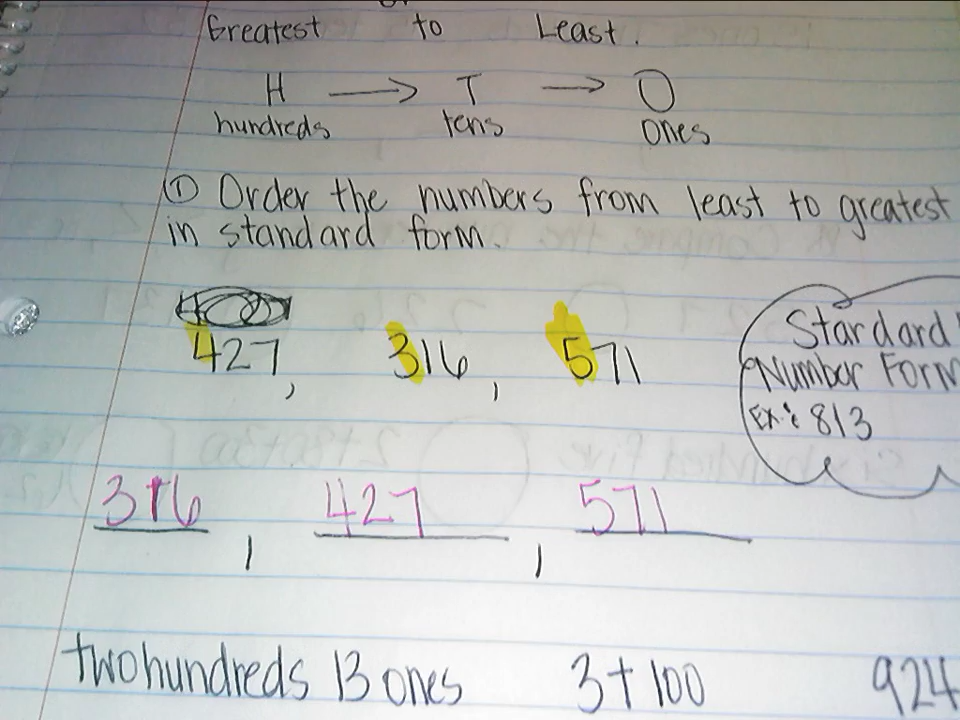 Greatest to Least.
H → T → O
hundreds tens ones
① Order the numbers from least to greatest
in standard form.
427, 316, 571
Stardard
Number Form
Ex: 813
316, 427, 571
two hundreds 13 ones 3+100 924